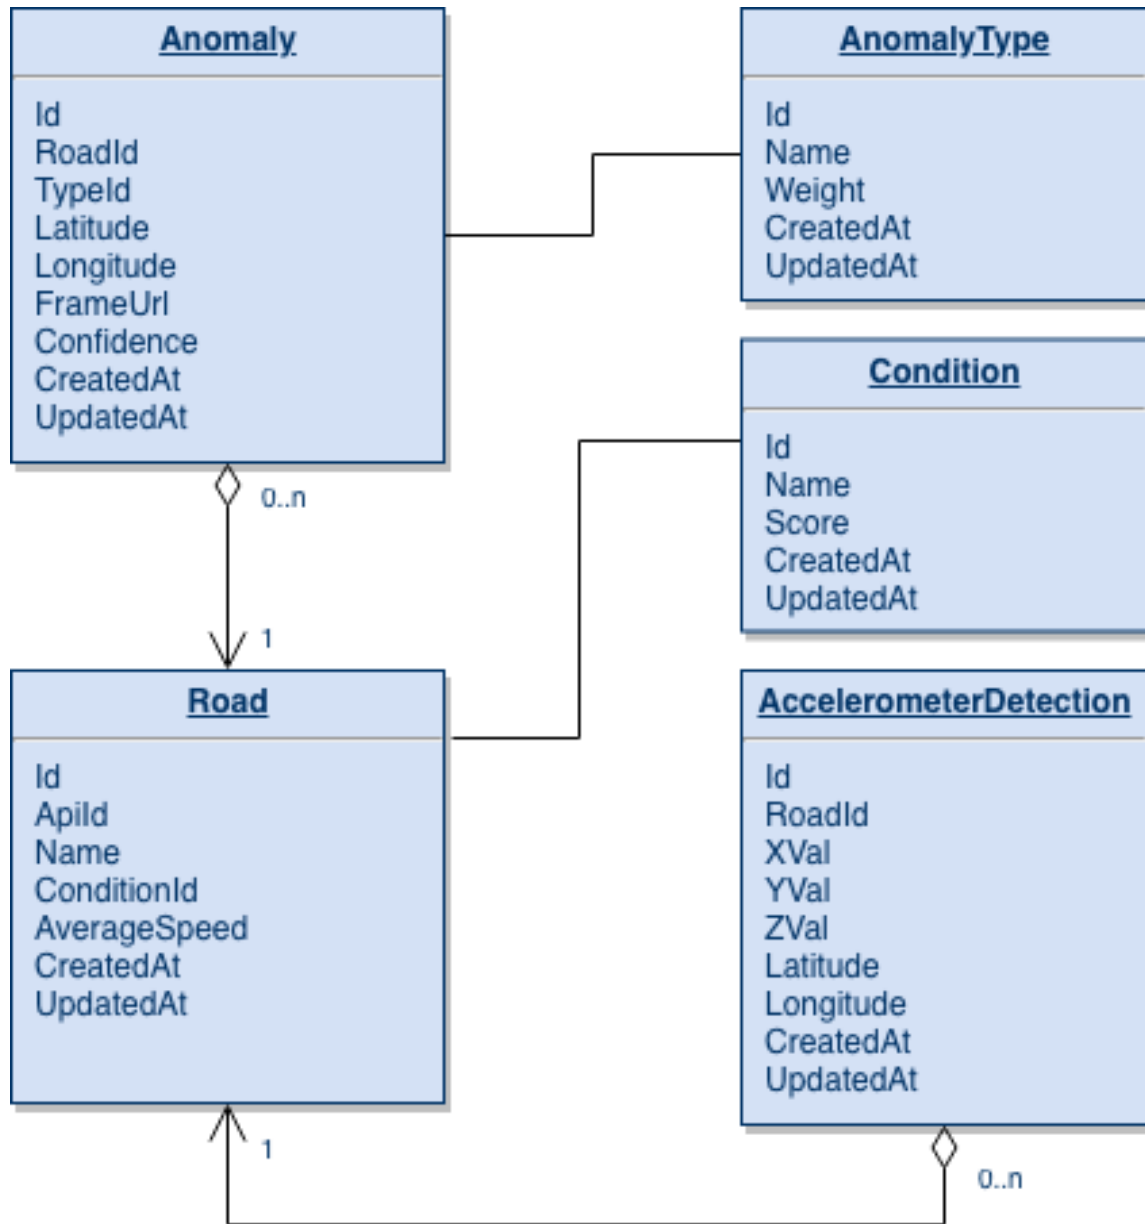 Anomaly
Id
RoadId
TypeId
Latitude
Longitude
FrameUrl
Confidence
CreatedAt
UpdatedAt
0..n
1
AnomalyType
Id
Name
Weight
CreatedAt
UpdatedAt
Condition
Id
Name
Score
CreatedAt
UpdatedAt
Road
Id
ApiId
Name
ConditionId
AverageSpeed
CreatedAt
UpdatedAt
1
AccelerometerDetection
Id
RoadId
XVal
YVal
ZVal
Latitude
Longitude
CreatedAt
UpdatedAt
0..n